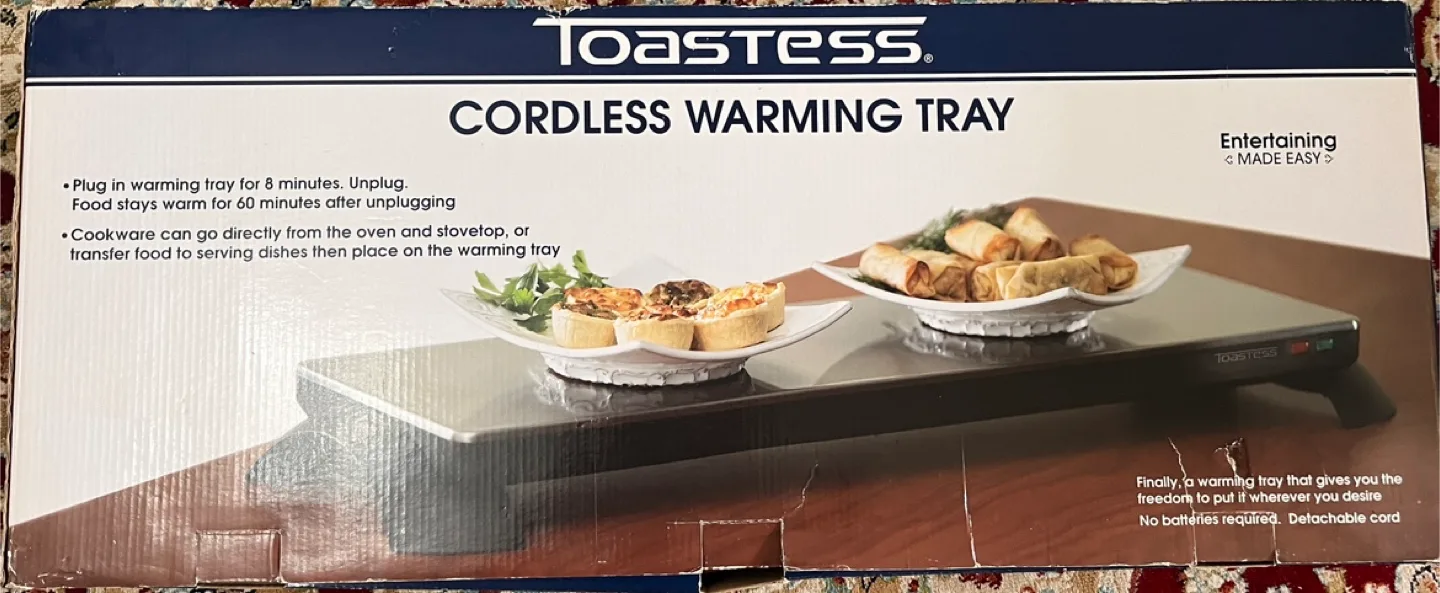 TOASTESS®
CORDLESS WARMING TRAY
Entertaining
MADE EASY
• Plug in warming tray for 8 minutes. Unplug.
Food stays warm for 60 minutes after unplugging
• Cookware can go directly from the oven and stovetop, or
transfer food to serving dishes then place on the warming tray
TOASTESS
Finally, a warming tray that gives you the
freedom to put it wherever you desire
No batteries required. Detachable cord